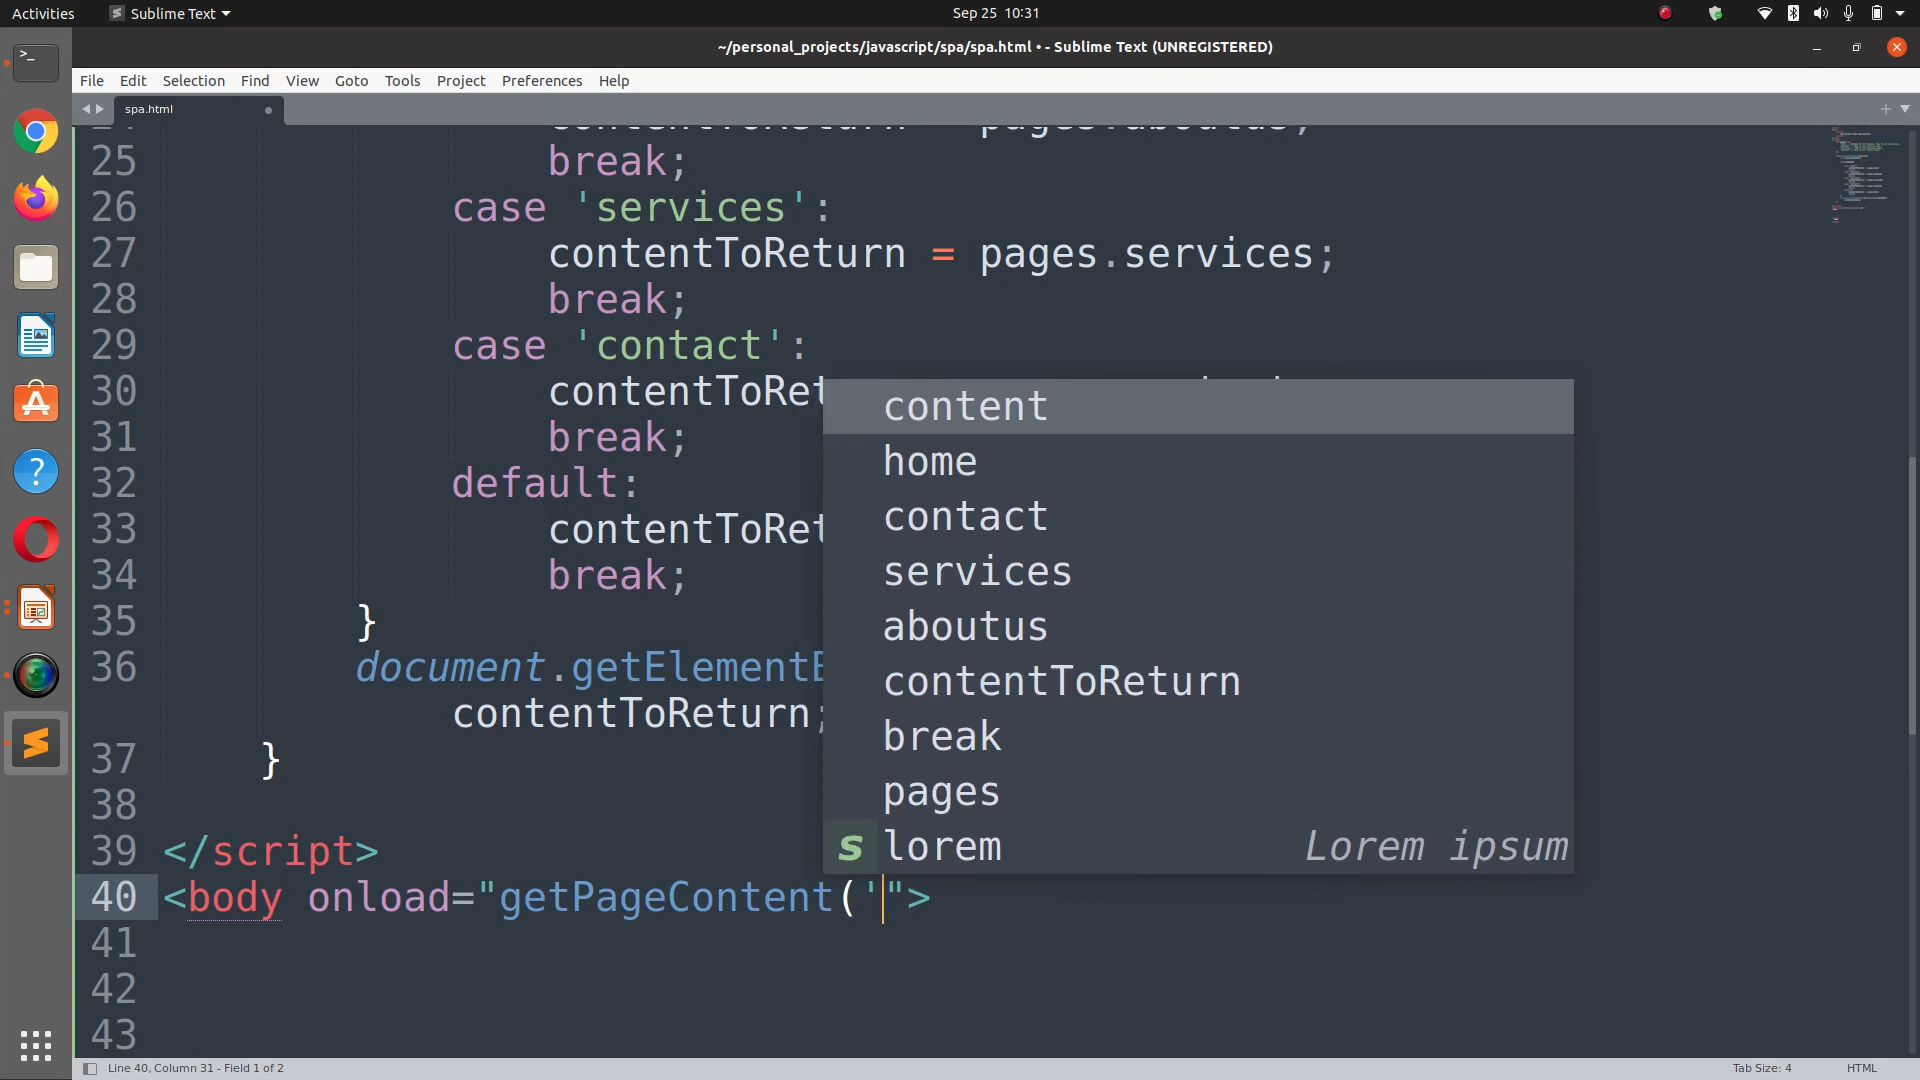 Activities Sublime Text Sep 25 10:31
~/personal_projects/javascript/spa/spa.html • - Sublime Text (UNREGISTERED)
File Edit Selection Find View Goto Tools Project Preferences Help
spa.html
25 break;
26 case 'services':
27 contentToReturn = pages.services;
28 break;
29 case 'contact':
30 contentToRet
31 break;
32 default:
33 contentToRet
34 break;
35 }
36 document.getElementB
contentToReturn;
37 }
38
39 </script>
40 <body onload="getPageContent('">
41
42
43
content
home
contact
services
aboutus
contentToReturn
break
pages
s lorem Lorem ipsum
Line 40, Column 31 - Field 1 of 2 Tab Size: 4 HTML